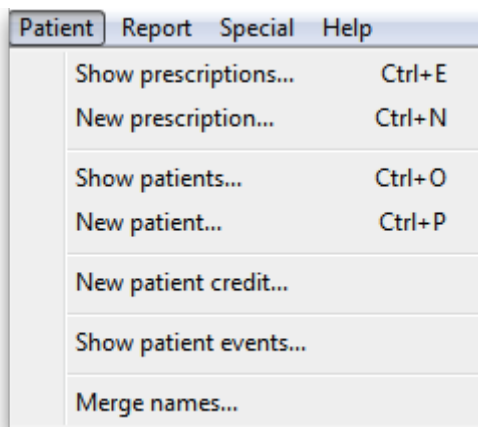 Patient Report Special Help
Show prescriptions... Ctrl+E
New prescription... Ctrl+N
Show patients... Ctrl+O
New patient... Ctrl+P
New patient credit...
Show patient events...
Merge names...